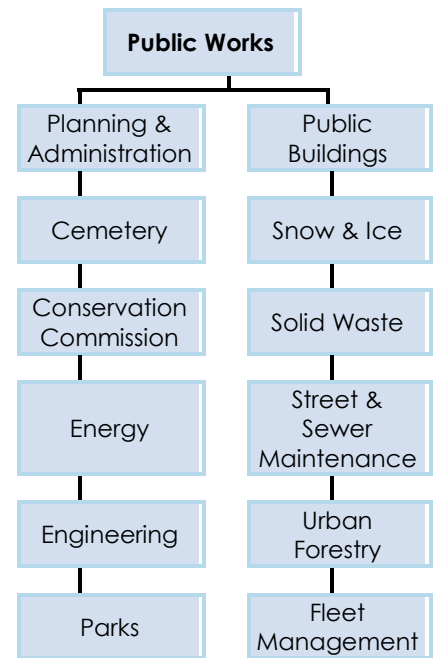 Public Works
Planning &
Administration
Public
Buildings
Cemetery
Snow & Ice
Conservation
Commission
Solid Waste
Energy
Street &
Sewer
Maintenance
Engineering
Urban
Forestry
Parks
Fleet
Management